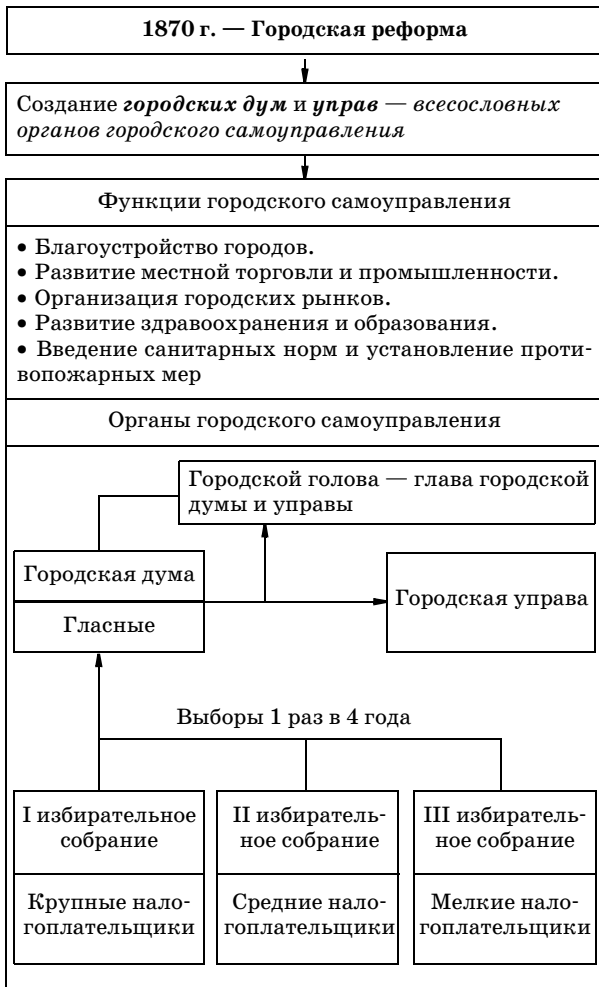 1870 г. — Городская реформа
Создание городских дум и управ — всесословных
органов городского самоуправления
Функции городского самоуправления
• Благоустройство городов.
• Развитие местной торговли и промышленности.
• Организация городских рынков.
• Развитие здравоохранения и образования.
• Введение санитарных норм и установление проти-
вопожарных мер
Органы городского самоуправления
Городской голова — глава городской
думы и управы
Городская дума
Гласные
Городская управа
Выборы 1 раз в 4 года
I избирательное
собрание
Крупные нало-
гоплательщики
II избиратель-
ное собрание
Средние нало-
гоплательщики
III избиратель-
ное собрание
Мелкие нало-
гоплательщики